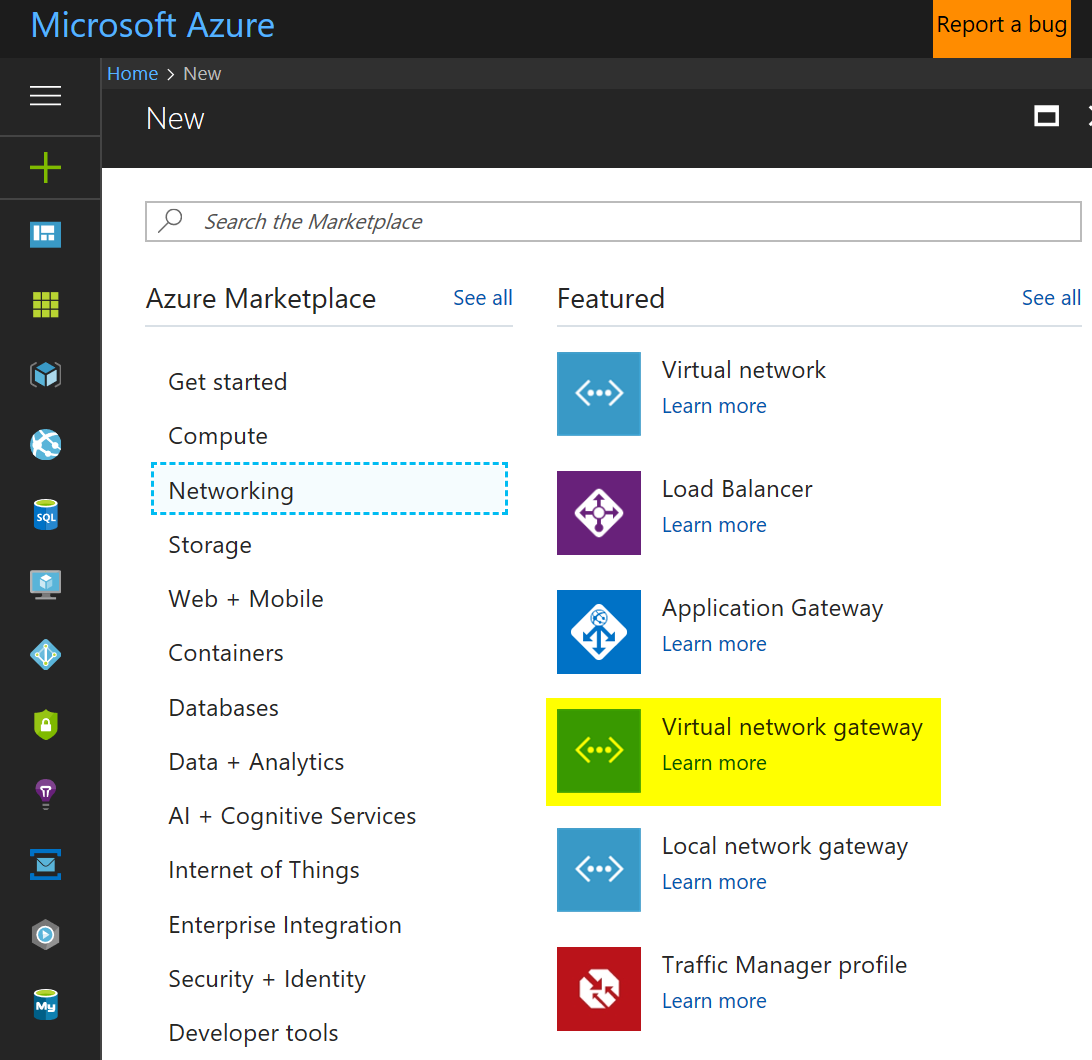 Microsoft Azure
Report a bug
Home > New
New
Search the Marketplace
Azure Marketplace
See all
Get started
Compute
Networking
Storage
Web + Mobile
Containers
Databases
Data + Analytics
AI + Cognitive Services
Internet of Things
Enterprise Integration
Security + Identity
Developer tools
Featured
See all
Virtual network
Learn more
Load Balancer
Learn more
Application Gateway
Learn more
Virtual network gateway
Learn more
Local network gateway
Learn more
Traffic Manager profile
Learn more
SQL
My